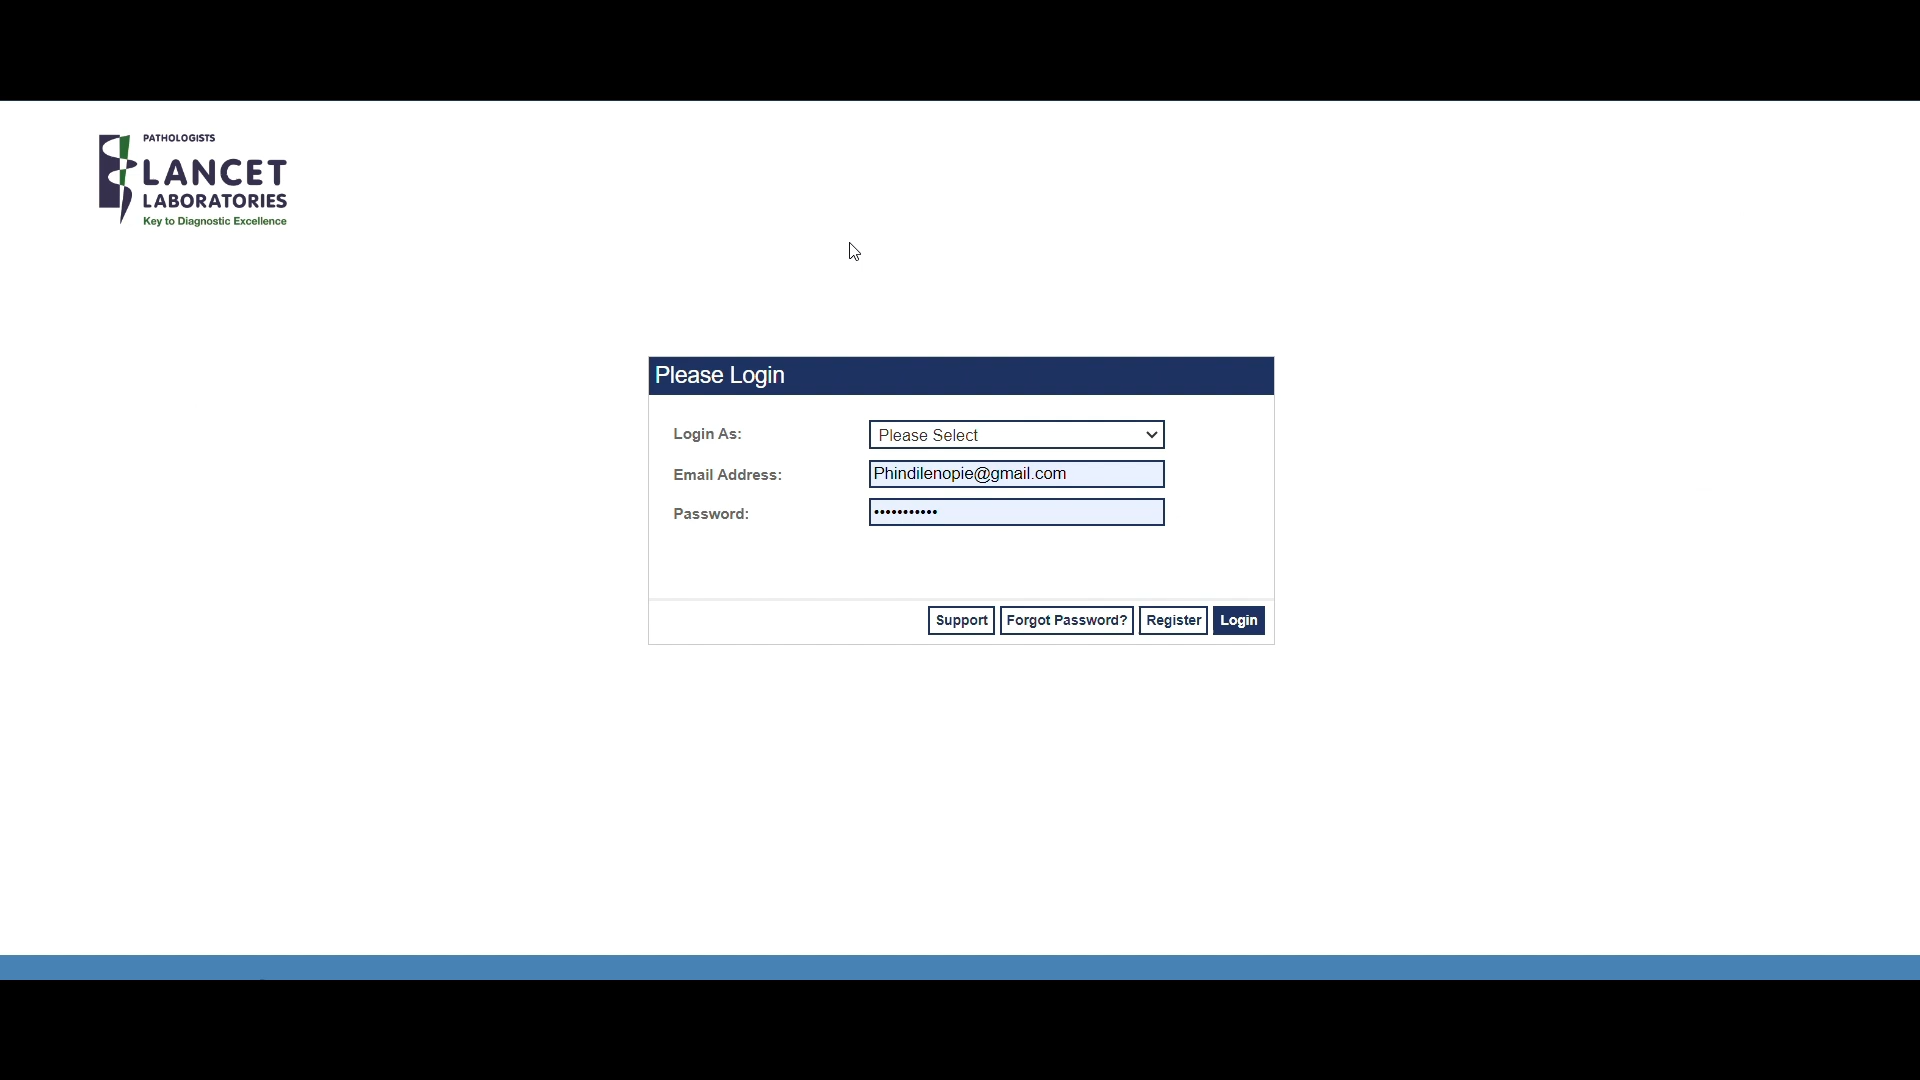 PATHOLOGISTS
LANCET
LABORATORIES
Key to Diagnostic Excellence
Please Login
Login As:
Please Select
Email Address:
Phindilenopie@gmail.com
Password:
•••••••••••
Support
Forgot Password?
Register
Login